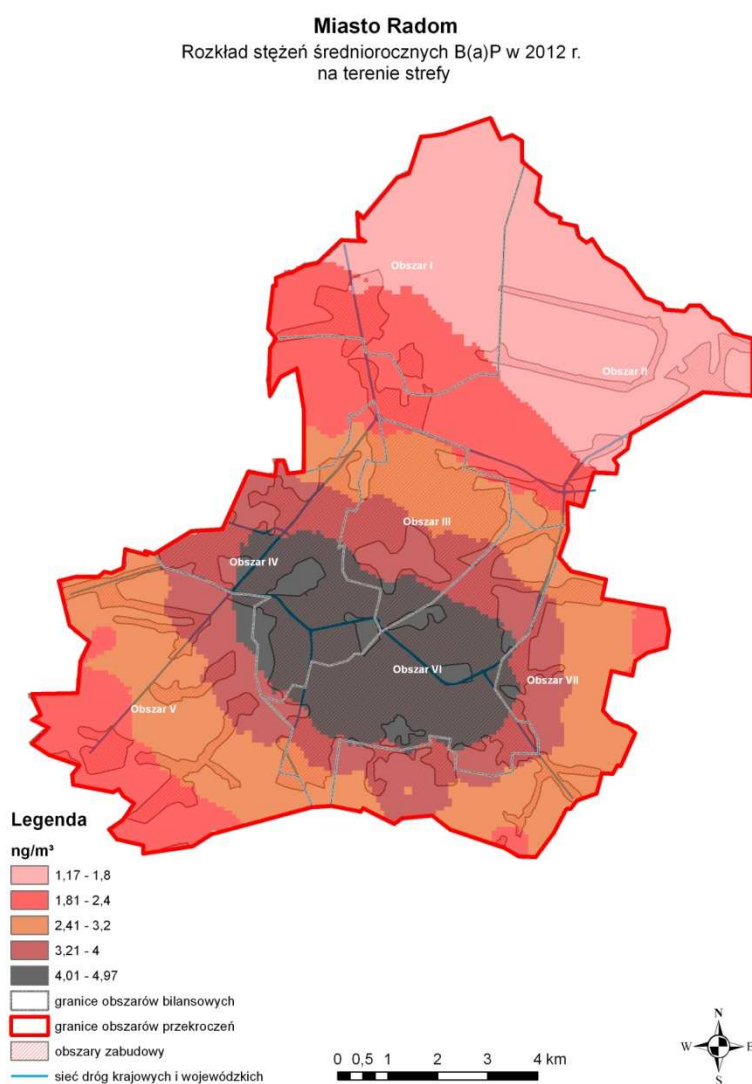 Miasto Radom
Rozkład stężeń średniorocznych B(a)P w 2012 r.
na terenie strefy
Obszar I
Obszar II
Obszar III
Obszar IV
Obszar VI
Obszar VII
Obszar V
Legenda
ng/m³
1,17 - 1,8
1,81 - 2,4
2,41 - 3,2
3,21 - 4
4,01 - 4,97
granice obszarów bilansowych
granice obszarów przekroczeń
obszary zabudowy
sieć dróg krajowych i wojewódzkich
0 0,5 1 2 3 4 km
N
W E
S